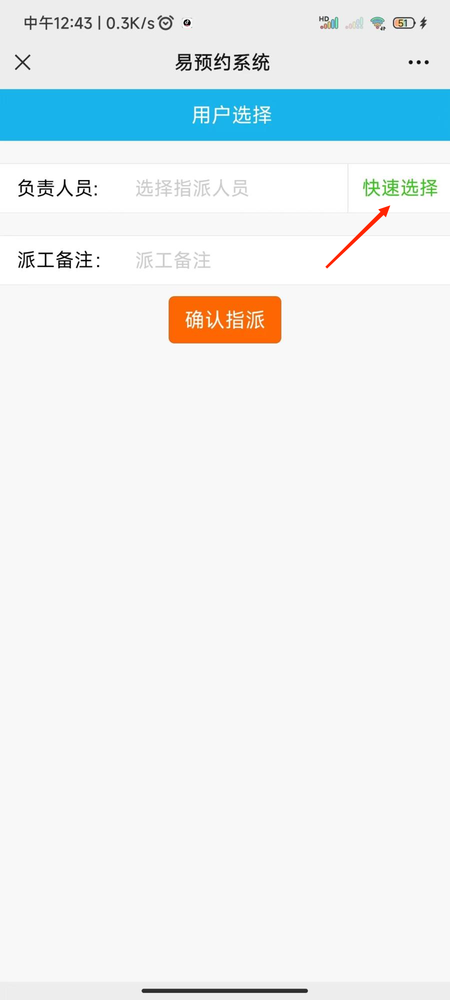 中午12:43 | 0.3K/s
HD
51
易预约系统
用户选择
负责人员: 选择指派人员 快速选择
派工备注: 派工备注
确认指派